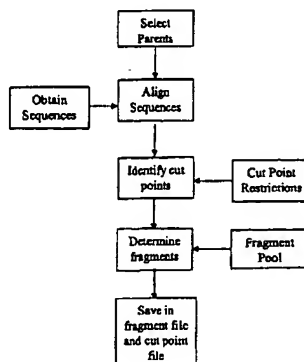 Select
Parents
Obtain
Sequences
Align
Sequences
Identify cut
points
Cut Point
Restrictions
Determine
fragments
Fragment
Pool
Save in
fragment file
and cut point
file